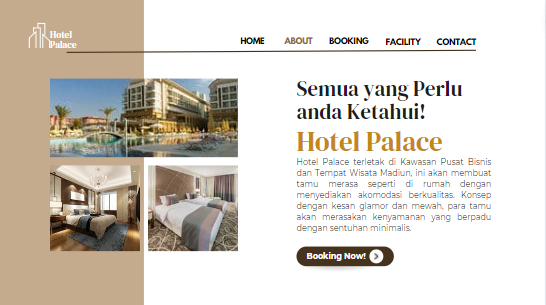 Hotel
Palace
HOME ABOUT BOOKING FACILITY CONTACT
Semua yang Perlu
anda Ketahui!
Hotel Palace
Hotel Palace terletak di Kawasan Pusat Bisnis
dan Tempat Wisata Madiun, ini akan membuat
tamu merasa seperti di rumah dengan
menyediakan akomodasi berkualitas. Konsep
dengan kesan glamor dan mewah, para tamu
akan merasakan kenyamanan yang berpadu
dengan sentuhan minimalis.
Booking Now!